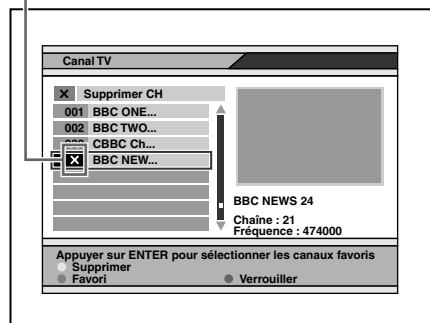 Canal TV
X Supprimer CH
001 BBC ONE...
002 BBC TWO...
CBBC Ch...
X BBC NEW...
BBC NEWS 24
Chaîne : 21
Fréquence : 474000
Appuyer sur ENTER pour sélectionner les canaux favoris
Supprimer
Favori Verrouiller